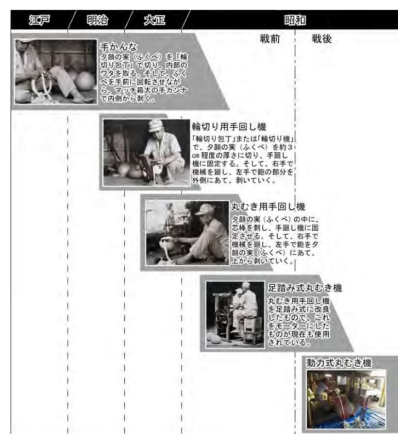 江戸
明治
大正
昭和
戦前
戦後
手かんな
夕顔の実（ふくべ）を「輪
切り包丁」で切り、内部の
ワタを取る。そして、ふく
べを手前に回転させなが
ら、マッチ箱大の手カンナ
で内側から剥く。
輪切り用手回し機
「輪切り包丁」または「輪切り機」
で、夕顔の実（ふくべ）を約3
cm程度の厚さに切り、手廻し
機に固定する。そして、右手で
機械を廻し、左手で鉋の部分を
外側にあて、剥いていく。
丸むき用手回し機
夕顔の実（ふくべ）の中に、
芯棒を刺し、手廻し機に固
定させる。そして、右手で
機械を廻し、左手で鉋を夕
顔の実（ふくべ）にあて、
上から剥いていく。
足踏み式丸むき機
丸むき用手回し機
を足踏み式に改良
したもので、これ
をモーターにした
ものが現在も使用
されている。
動力式丸むき機